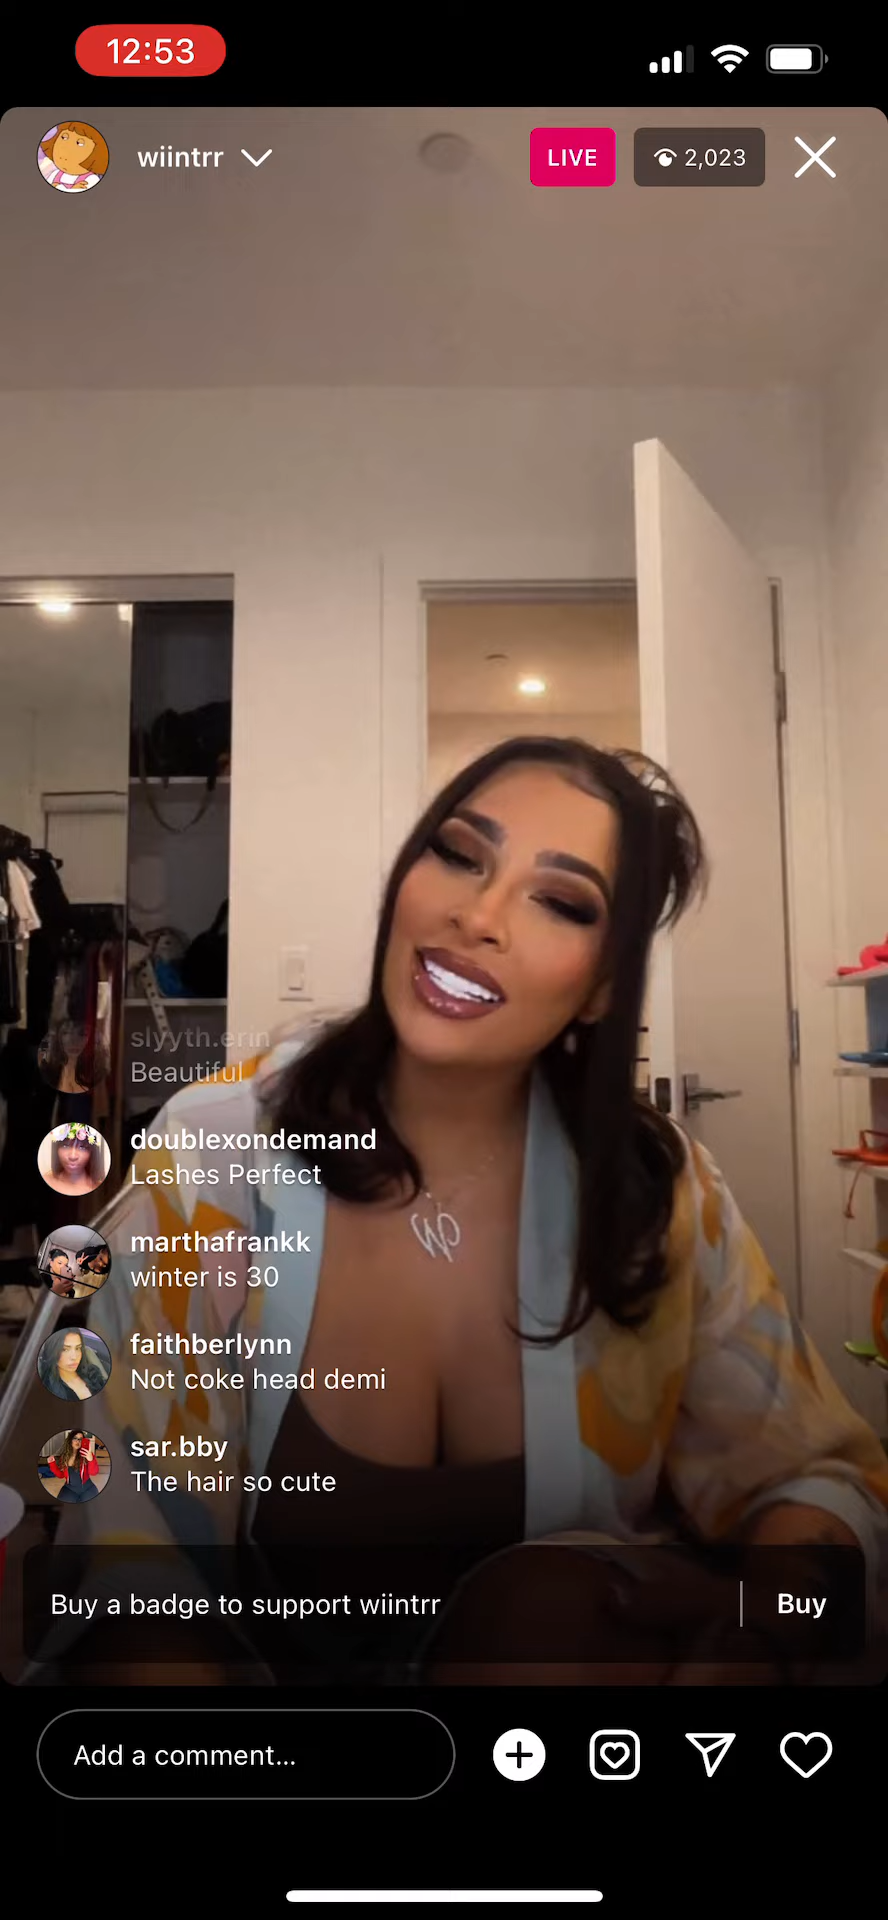 12:53
wiintrr
LIVE
2,023
slyyth.erin
Beautiful
doublexondemand
Lashes Perfect
marthafrankk
winter is 30
faithberlynn
Not coke head demi
sar.bby
The hair so cute
Buy a badge to support wiintrr
Buy
Add a comment...